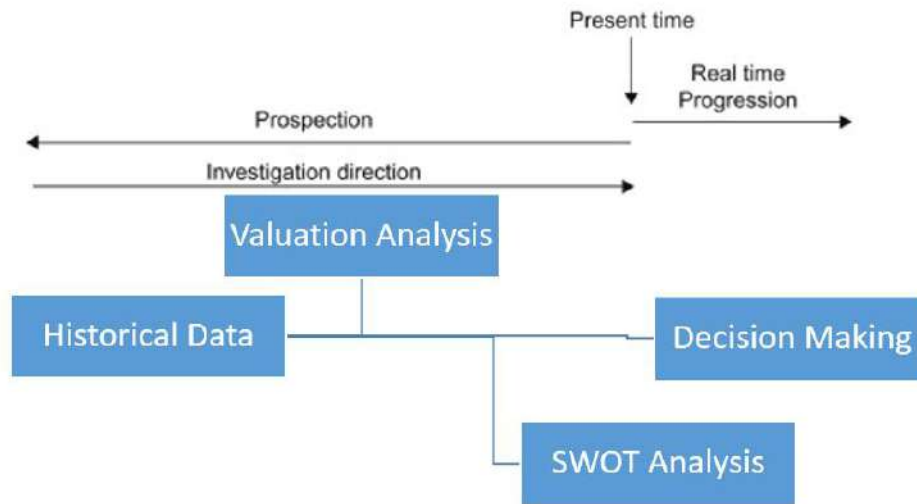 Present time
Real time
Progression
Prospection
Investigation direction
Valuation Analysis
Historical Data
Decision Making
SWOT Analysis